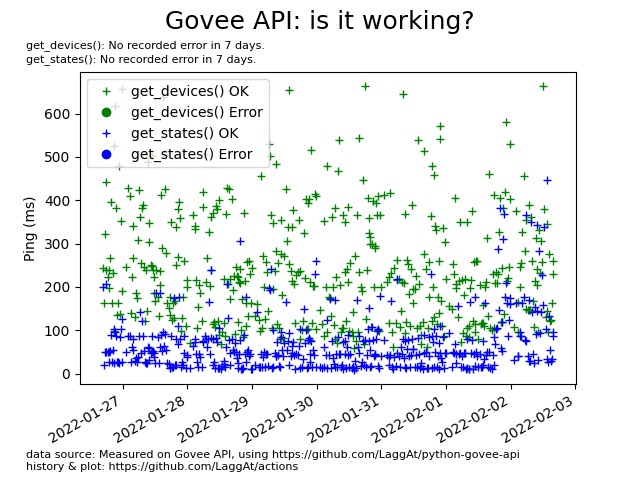 Govee API: is it working?
get_devices(): No recorded error in 7 days.
get_states(): No recorded error in 7 days.
get_devices() OK
get_devices() Error
get_states() OK
get_states() Error
Ping (ms)
600
500
400
300
200
100
0
2022-01-27
2022-01-28
2022-01-29
2022-01-30
2022-01-31
2022-02-01
2022-02-02
2022-02-03
data source: Measured on Govee API, using https://github.com/LaggAt/python-govee-api
history & plot: https://github.com/LaggAt/actions